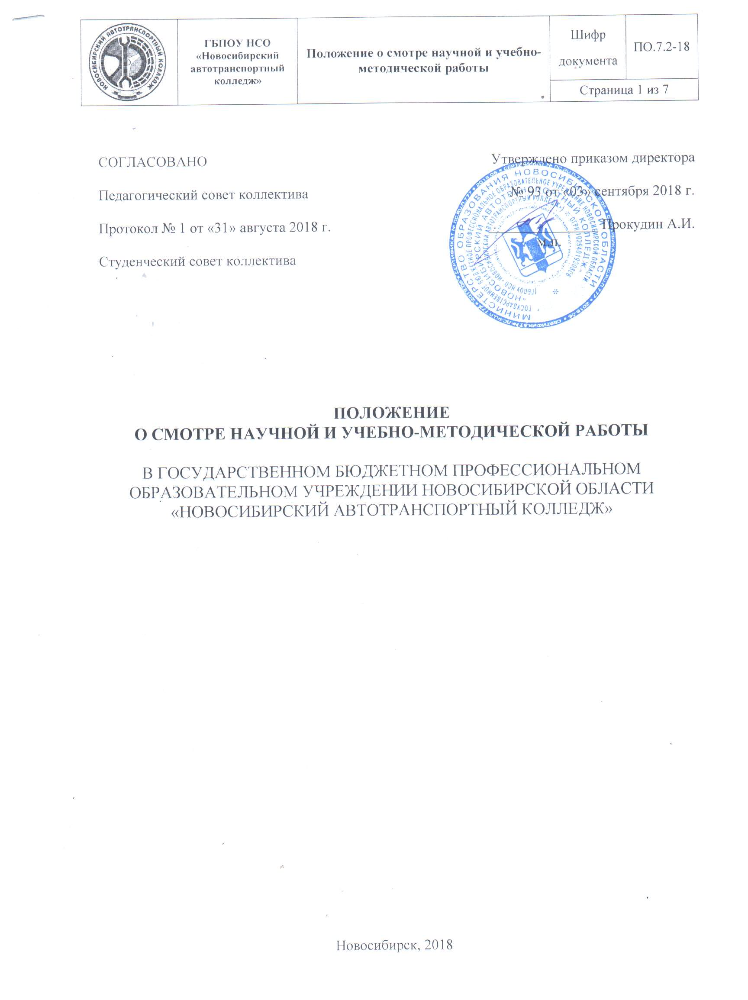 НОВОСИБИРСКИЙ АВТОТРАНСПОРТНЫЙ КОЛЛЕДЖ
ГБПОУ НСО
«Новосибирский
автотранспортный
колледж»
Положение о смотре научной и учебно-
методической работы
Шифр
документа
ПО.7.2-18
Страница 1 из 7
СОГЛАСОВАНО
Педагогический совет коллектива
Протокол № 1 от «31» августа 2018 г.
Студенческий совет коллектива
Утверждено приказом директора
№ 93 от «03» сентября 2018 г.
Прокудин А.И.
м.п.
МИНИСТЕРСТВО ОБРАЗОВАНИЯ НОВОСИБИРСКОЙ ОБЛАСТИ
ГОСУДАРСТВЕННОЕ БЮДЖЕТНОЕ ПРОФЕССИОНАЛЬНОЕ ОБРАЗОВАТЕЛЬНОЕ УЧРЕЖДЕНИЕ НОВОСИБИРСКОЙ ОБЛАСТИ
«НОВОСИБИРСКИЙ АВТОТРАНСПОРТНЫЙ КОЛЛЕДЖ»
(ГБПОУ НСО «НОВОСИБИРСКИЙ АВТОТРАНСПОРТНЫЙ КОЛЛЕДЖ») ОГРН 1025401930806
ПОЛОЖЕНИЕ
О СМОТРЕ НАУЧНОЙ И УЧЕБНО-МЕТОДИЧЕСКОЙ РАБОТЫ
В ГОСУДАРСТВЕННОМ БЮДЖЕТНОМ ПРОФЕССИОНАЛЬНОМ
ОБРАЗОВАТЕЛЬНОМ УЧРЕЖДЕНИИ НОВОСИБИРСКОЙ ОБЛАСТИ
«НОВОСИБИРСКИЙ АВТОТРАНСПОРТНЫЙ КОЛЛЕДЖ»
Новосибирск, 2018